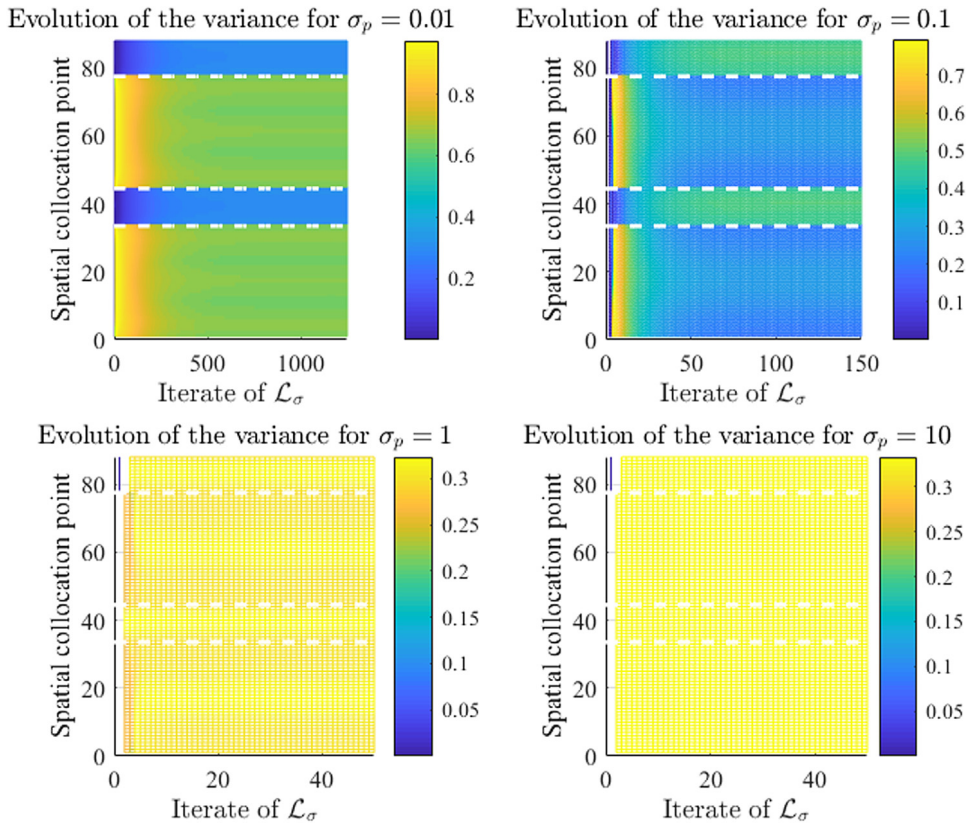 Evolution of the variance for σₚ = 0.01
Spatial collocation point
80
60
40
20
0
0 500 1000
Iterate of 𝓛σ
0.8
0.6
0.4
0.2
Evolution of the variance for σₚ = 0.1
Spatial collocation point
80
60
40
20
0
0 50 100 150
Iterate of 𝓛σ
0.7
0.6
0.5
0.4
0.3
0.2
0.1
Evolution of the variance for σₚ = 1
Spatial collocation point
80
60
40
20
0
0 20 40
Iterate of 𝓛σ
0.3
0.25
0.2
0.15
0.1
0.05
Evolution of the variance for σₚ = 10
Spatial collocation point
80
60
40
20
0
0 20 40
Iterate of 𝓛σ
0.3
0.25
0.2
0.15
0.1
0.05